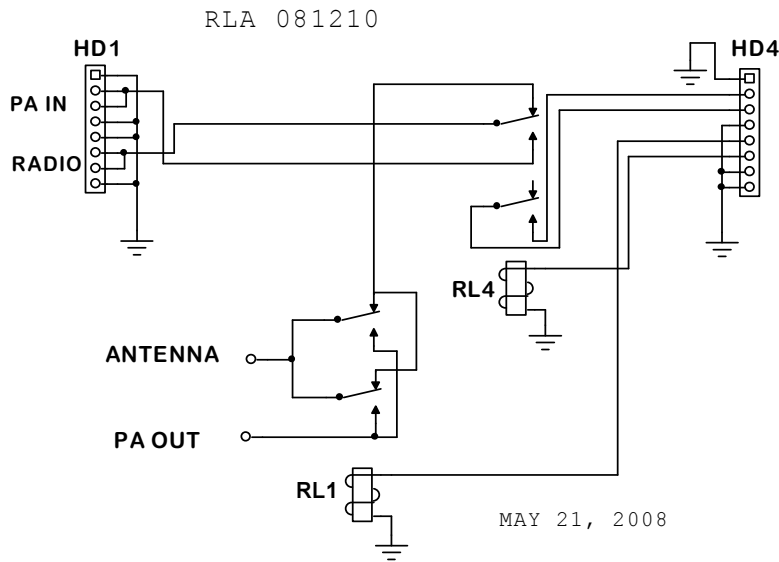 RLA 081210
HD1
HD4
PA IN
RADIO
RL4
ANTENNA
PA OUT
RL1
MAY 21, 2008